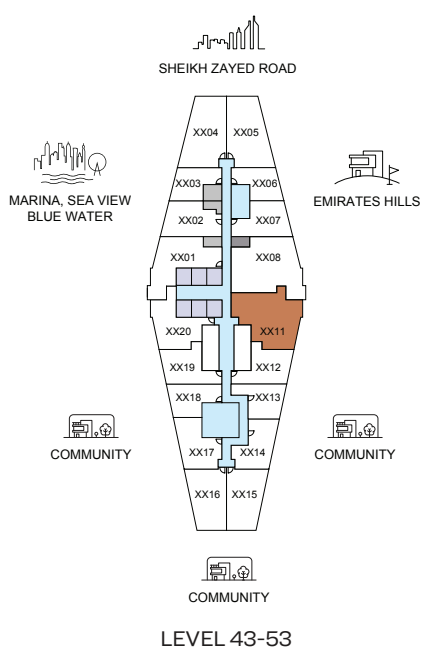 SHEIKH ZAYED ROAD
XX04 XX05
MARINA, SEA VIEW
BLUE WATER
XX03 XX06
EMIRATES HILLS
XX02 XX07
XX01 XX08
XX20 XX11
XX19 XX12
XX18 XX13
COMMUNITY
XX17 XX14
COMMUNITY
XX16 XX15
COMMUNITY
LEVEL 43-53